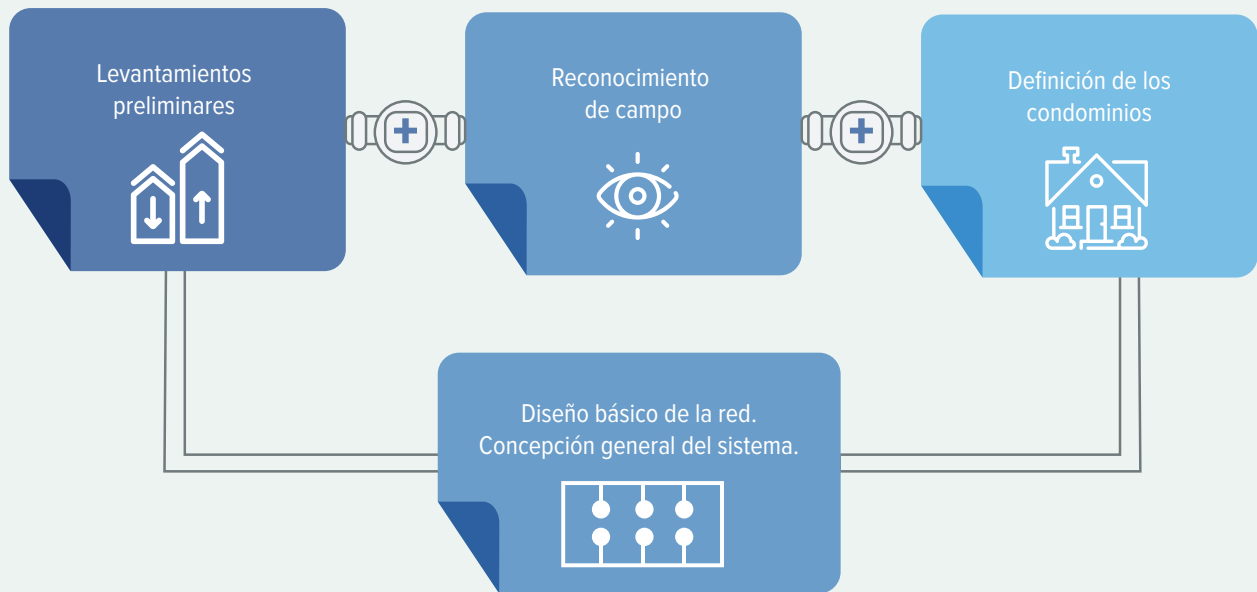 Levantamientos
preliminares
Reconocimiento
de campo
Definición de los
condominios
Diseño básico de la red.
Concepción general del sistema.